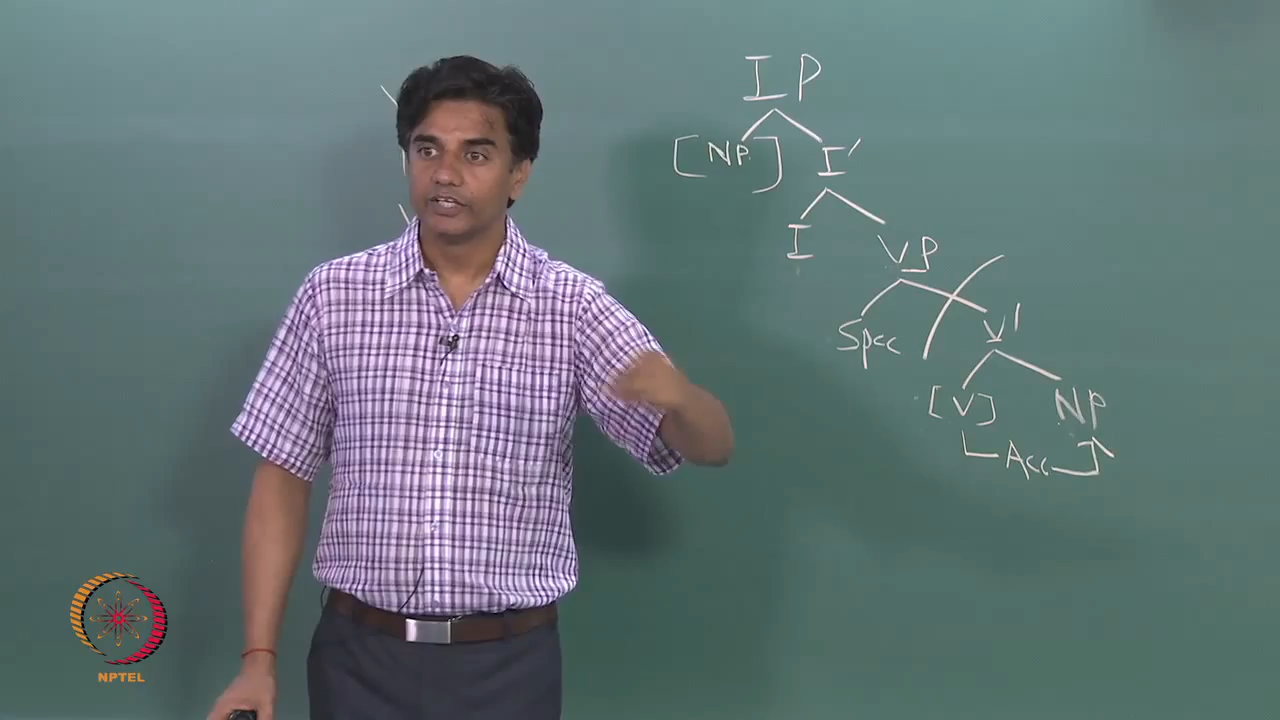 IP
[NP] I'
I VP
Spec V'
[V] NP
Acc
NPTEL